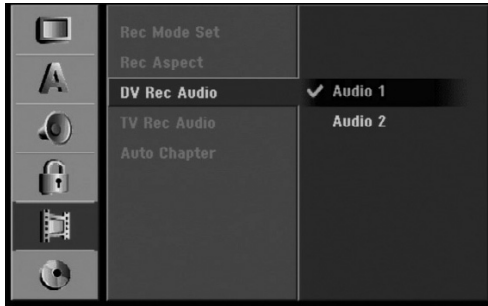 Rec Mode Set
Rec Aspect
DV Rec Audio
TV Rec Audio
Auto Chapter
✔ Audio 1
Audio 2